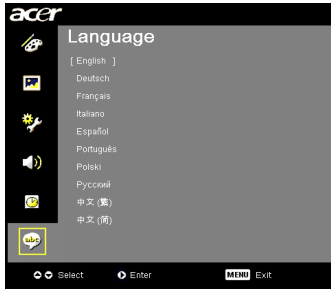 acer
Language
[ English ]
Deutsch
Français
Italiano
Español
Português
Polski
Русский
中文 (繁)
中文 (简)
abc
Select Enter MENU Exit